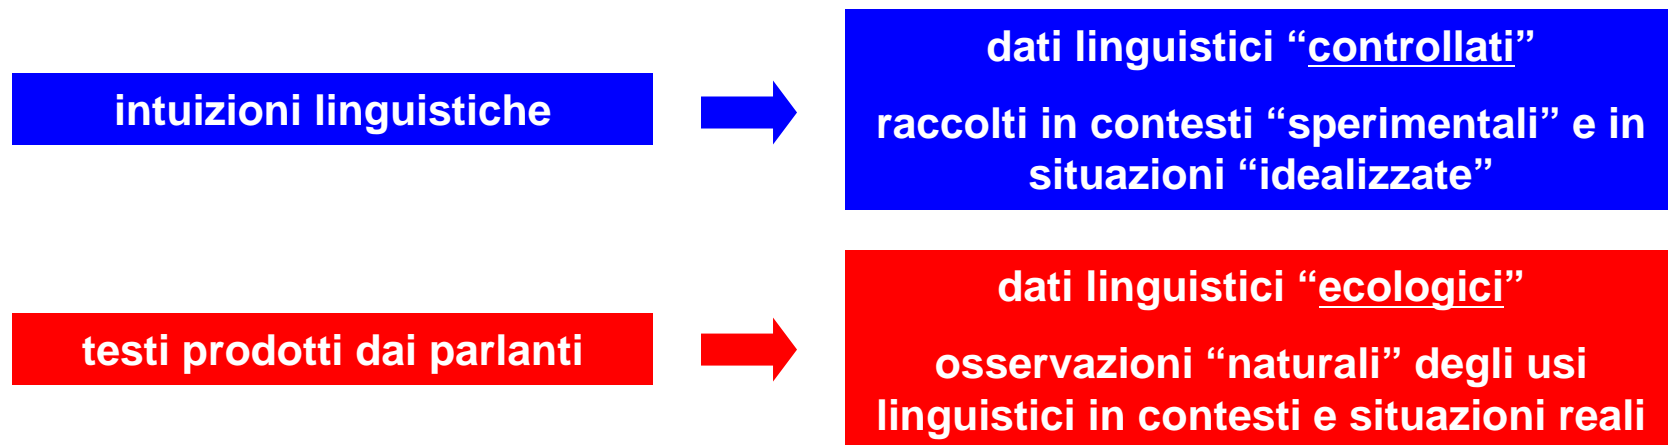 intuizioni linguistiche
dati linguistici “controllati”
raccolti in contesti “sperimentali” e in
situazioni “idealizzate”
testi prodotti dai parlanti
dati linguistici “ecologici”
osservazioni “naturali” degli usi
linguistici in contesti e situazioni reali